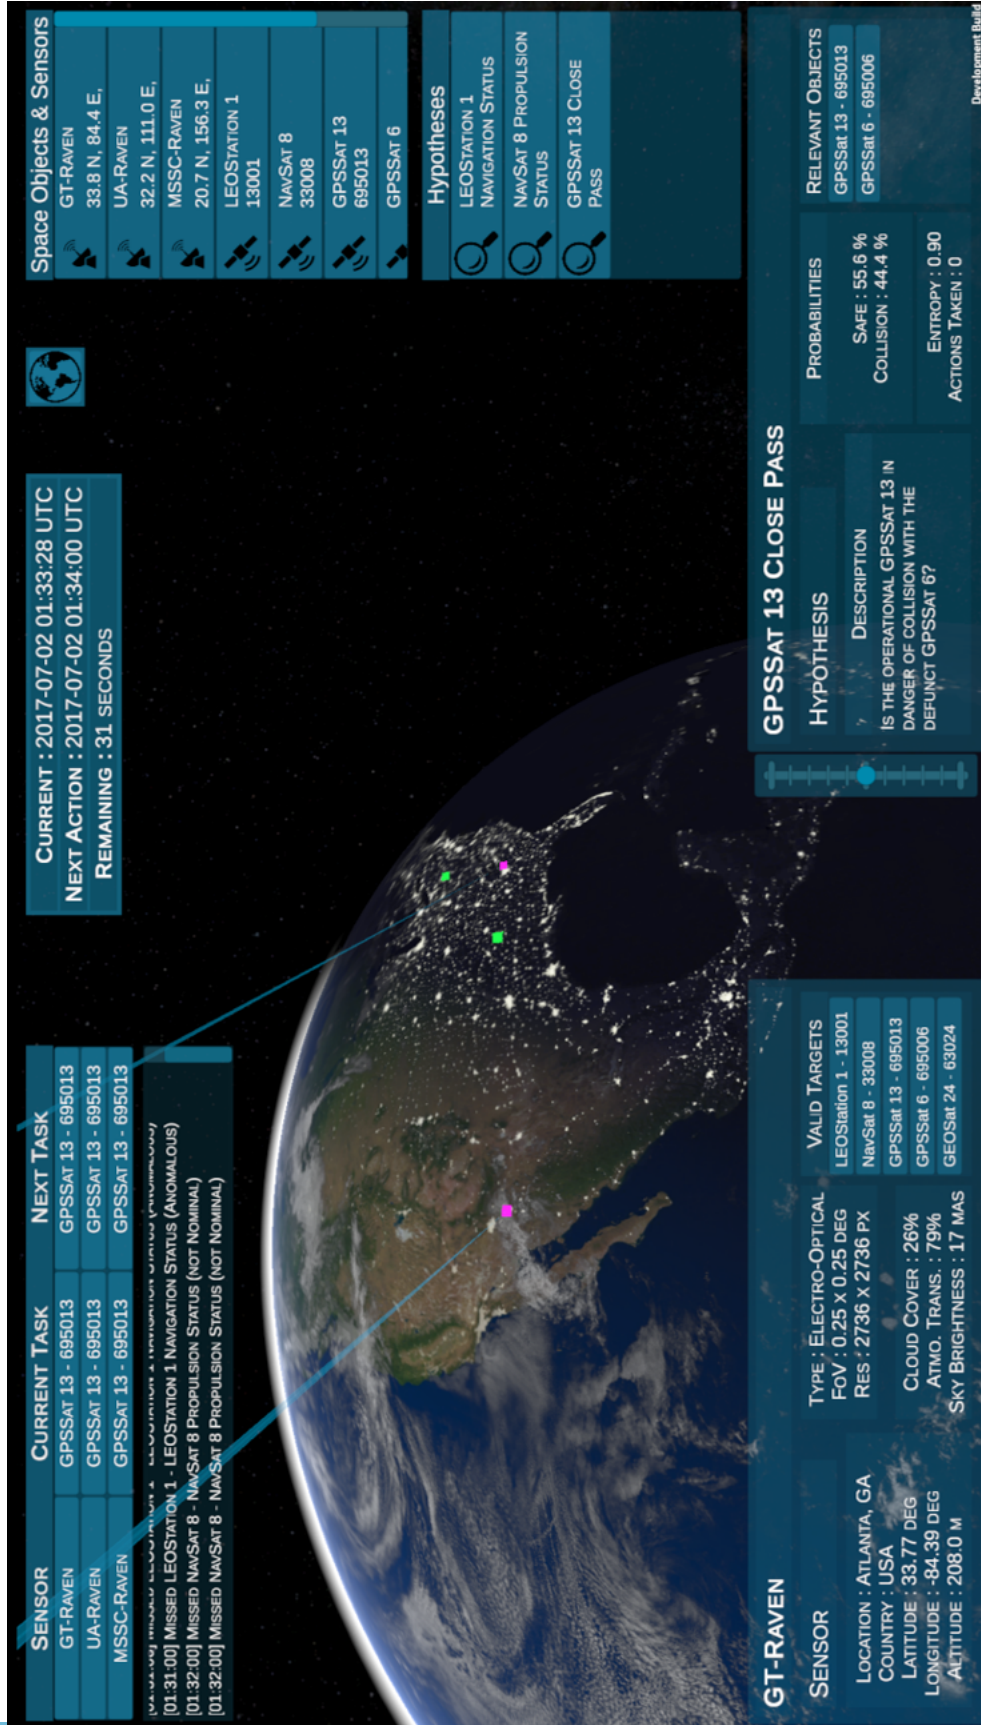 SENSOR CURRENT TASK NEXT TASK
GT-RAVEN GPSSAT 13 - 695013 GPSSAT 13 - 695013
UA-RAVEN GPSSAT 13 - 695013 GPSSAT 13 - 695013
MSSC-RAVEN GPSSAT 13 - 695013 GPSSAT 13 - 695013
[01:31:00] MISSED LEOSTATION 1 - LEOSTATION 1 NAVIGATION STATUS (ANOMALOUS)
[01:32:00] MISSED NAVSAT 8 - NAVSAT 8 PROPULSION STATUS (NOT NOMINAL)
[01:32:00] MISSED NAVSAT 8 - NAVSAT 8 PROPULSION STATUS (NOT NOMINAL)
CURRENT : 2017-07-02 01:33:28 UTC
NEXT ACTION : 2017-07-02 01:34:00 UTC
REMAINING : 31 SECONDS
Space Objects & Sensors
GT-RAVEN
33.8 N, 84.4 E,
UA-RAVEN
32.2 N, 111.0 E,
MSSC-RAVEN
20.7 N, 156.3 E,
LEOSTATION 1
13001
NAVSAT 8
33008
GPSSAT 13
695013
GPSSAT 6
Hypotheses
LEOSTATION 1
NAVIGATION STATUS
NAVSAT 8 PROPULSION
STATUS
GPSSAT 13 CLOSE
PASS
GT-RAVEN
SENSOR
LOCATION : ATLANTA, GA
COUNTRY : USA
LATITUDE : 33.77 DEG
LONGITUDE : -84.39 DEG
ALTITUDE : 208.0 M
TYPE : ELECTRO-OPTICAL
FOV : 0.25 X 0.25 DEG
RES : 2736 X 2736 PX
CLOUD COVER : 26%
ATMO. TRANS. : 79%
SKY BRIGHTNESS : 17 MAS
VALID TARGETS
LEOStation 1 - 13001
NavSat 8 - 33008
GPSSat 13 - 695013
GPSSat 6 - 695006
GEOSat 24 - 63024
GPSSAT 13 CLOSE PASS
HYPOTHESIS
DESCRIPTION
IS THE OPERATIONAL GPSSAT 13 IN
DANGER OF COLLISION WITH THE
DEFUNCT GPSSAT 6?
PROBABILITIES
SAFE : 55.6 %
COLLISION : 44.4 %
ENTROPY : 0.90
ACTIONS TAKEN : 0
RELEVANT OBJECTS
GPSSat 13 - 695013
GPSSat 6 - 695006
Development Build